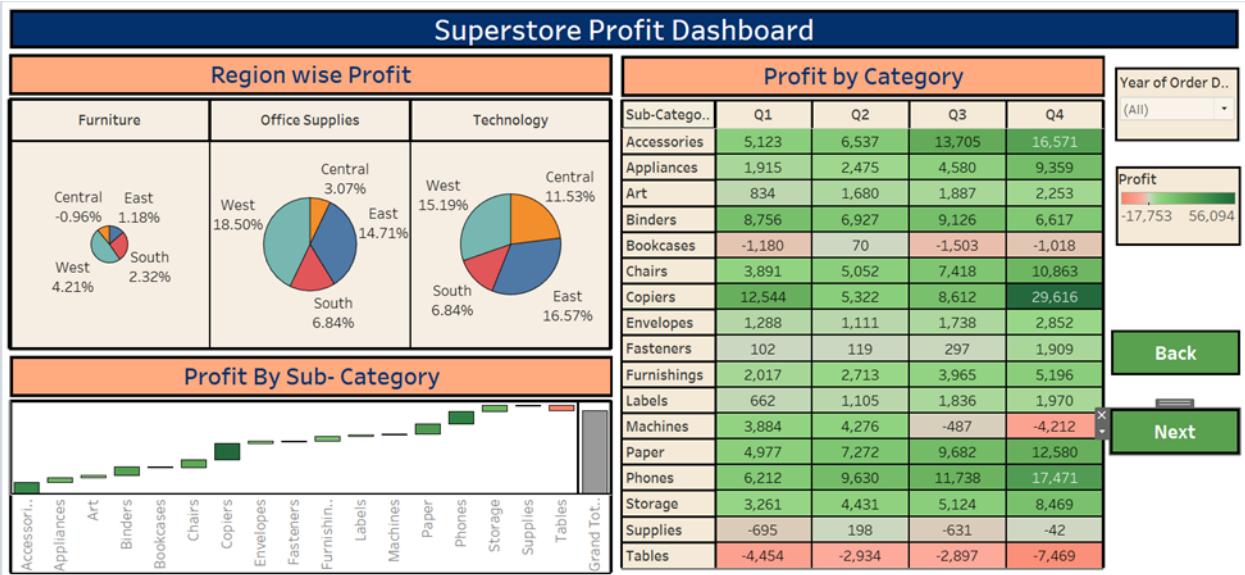 Superstore Profit Dashboard
Region wise Profit
Furniture Office Supplies Technology
Central -0.96%
East 1.18%
South 2.32%
West 4.21%
Central 3.07%
East 14.71%
South 6.84%
West 18.50%
Central 11.53%
East 16.57%
South 6.84%
West 15.19%
Profit By Sub- Category
Accessori..
Appliances
Art
Binders
Bookcases
Chairs
Copiers
Envelopes
Fasteners
Furnishin..
Labels
Machines
Paper
Phones
Storage
Supplies
Tables
Grand Tot..
Profit by Category
Sub-Catego.. Q1 Q2 Q3 Q4
Accessories 5,123 6,537 13,705 16,571
Appliances 1,915 2,475 4,580 9,359
Art 834 1,680 1,887 2,253
Binders 8,756 6,927 9,126 6,617
Bookcases -1,180 70 -1,503 -1,018
Chairs 3,891 5,052 7,418 10,863
Copiers 12,544 5,322 8,612 29,616
Envelopes 1,288 1,111 1,738 2,852
Fasteners 102 119 297 1,909
Furnishings 2,017 2,713 3,965 5,196
Labels 662 1,105 1,836 1,970
Machines 3,884 4,276 -487 -4,212
Paper 4,977 7,272 9,682 12,580
Phones 6,212 9,630 11,738 17,471
Storage 3,261 4,431 5,124 8,469
Supplies -695 198 -631 -42
Tables -4,454 -2,934 -2,897 -7,469
Year of Order D..
(All)
Profit
-17,753 56,094
Back
Next